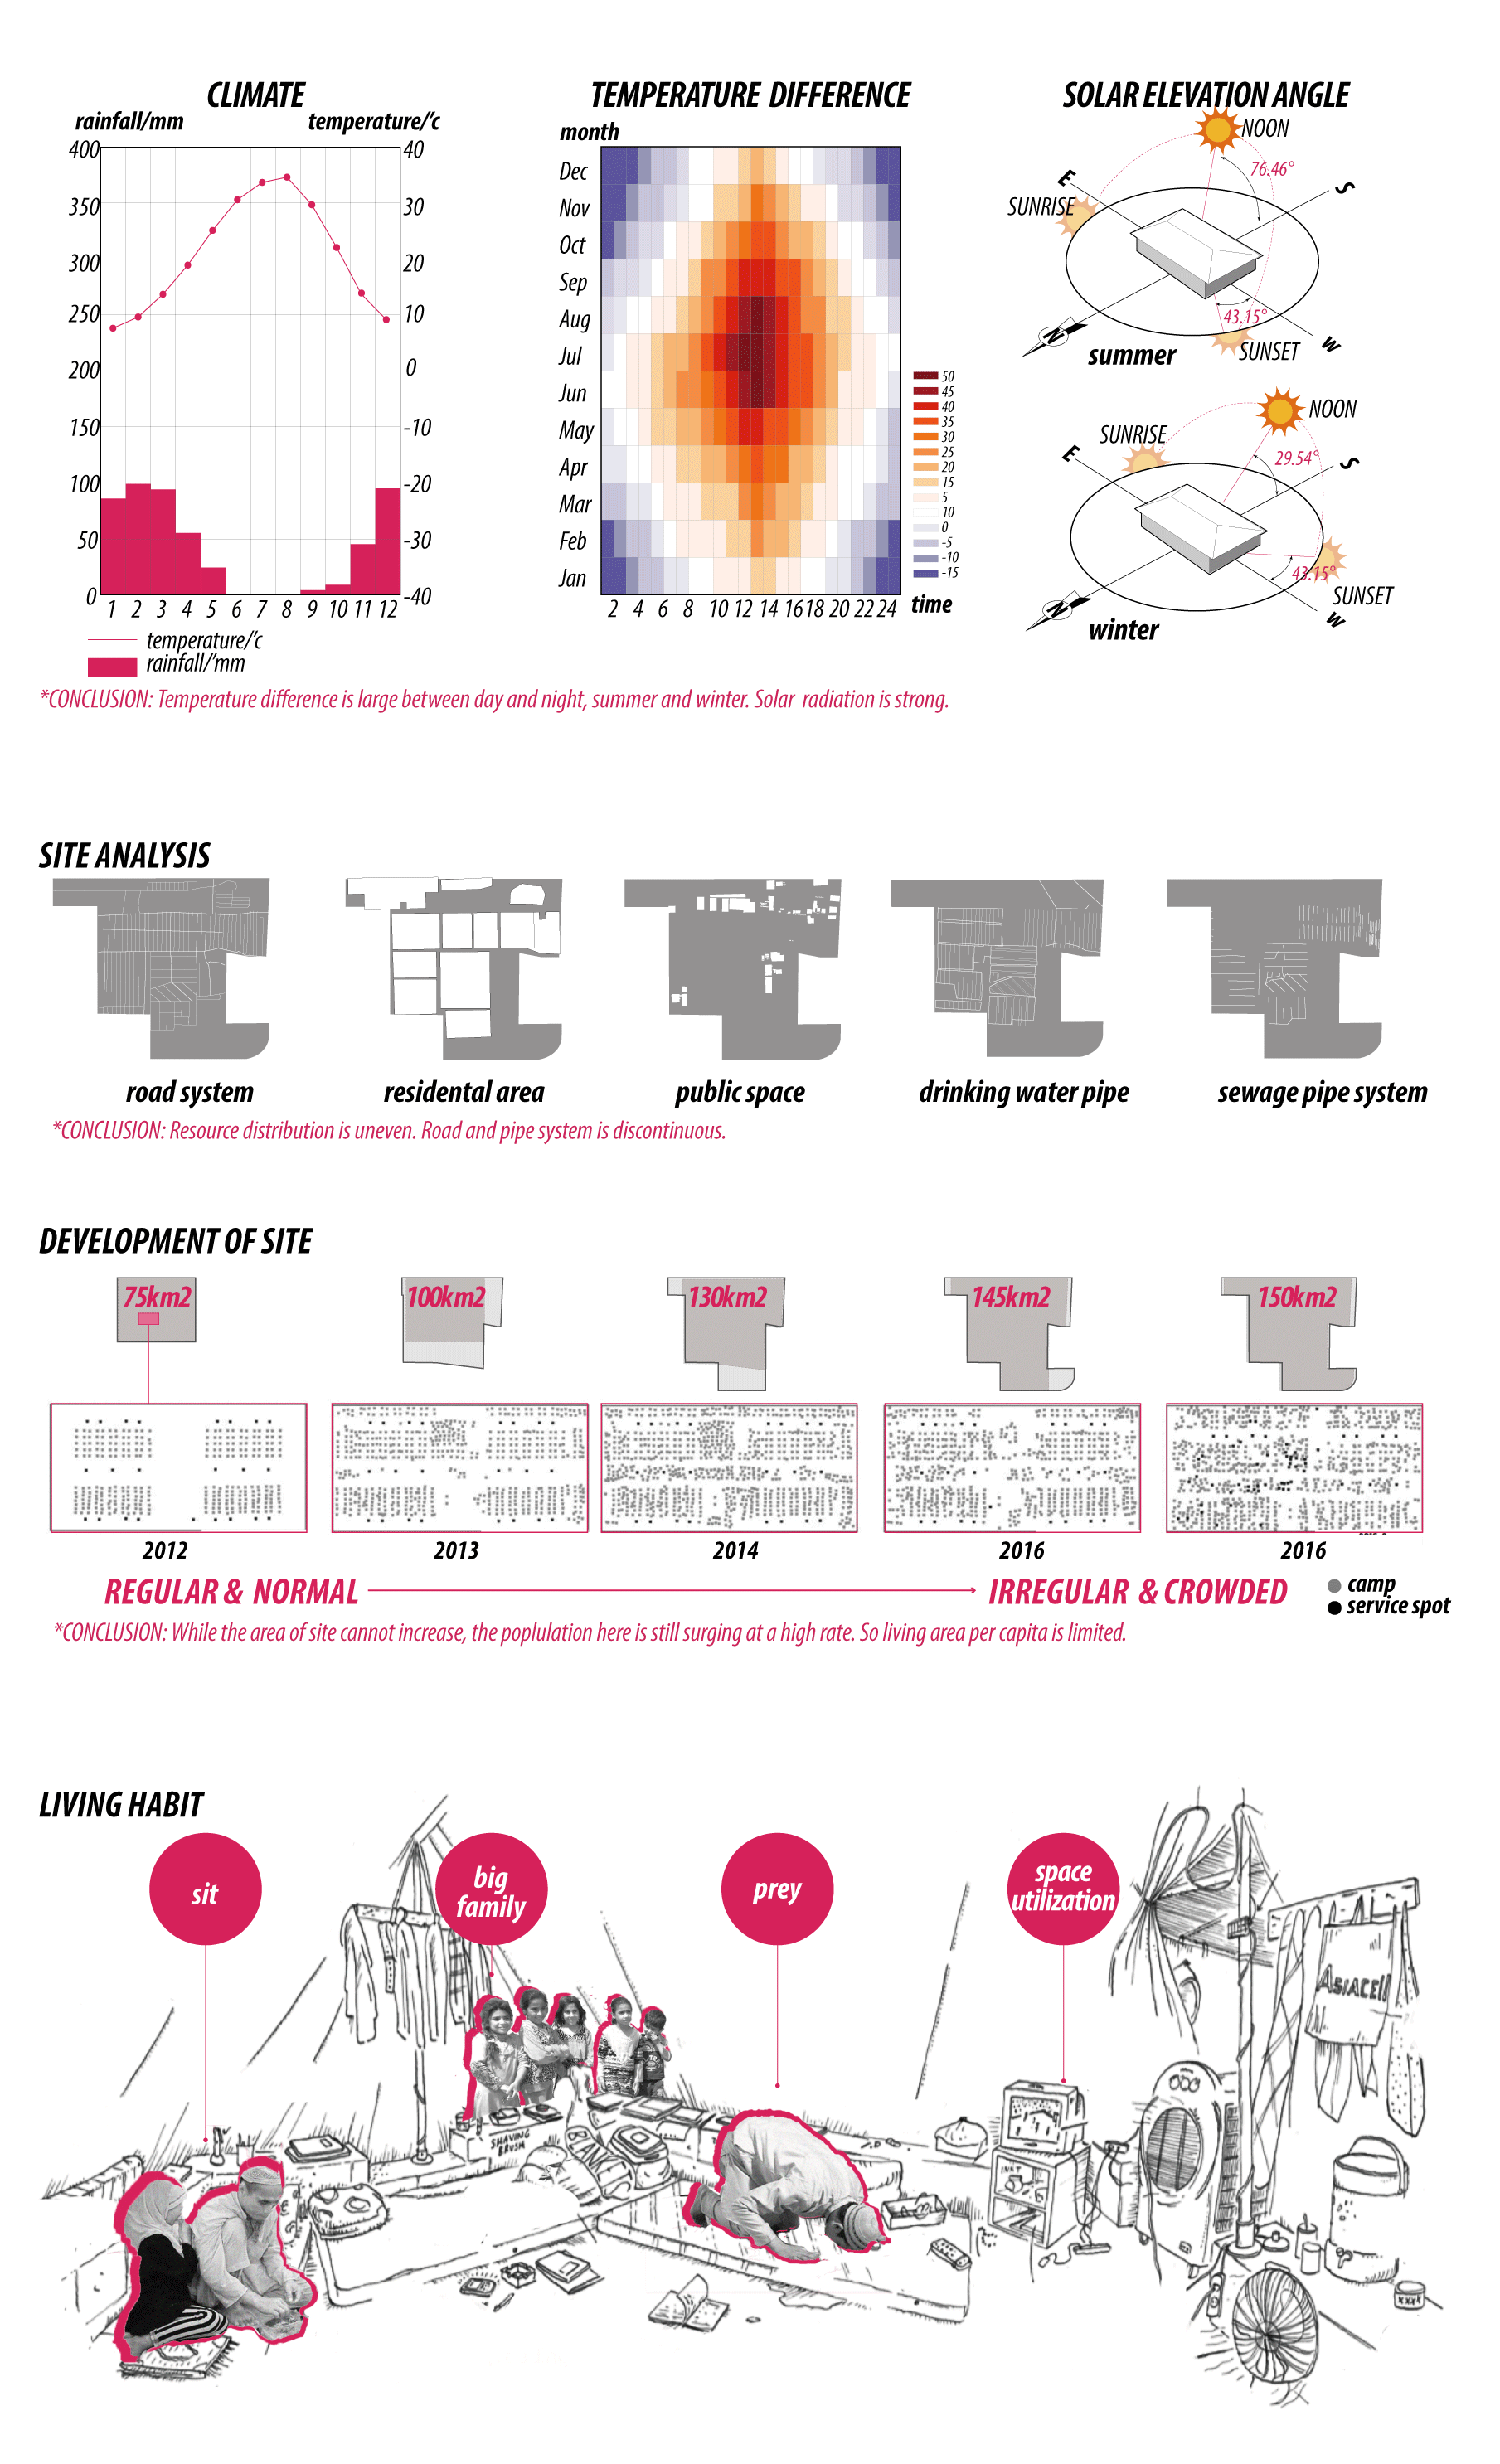 CLIMATE
rainfall/mm
temperature/'c
400
350
300
250
200
150
100
50
0
40
30
20
10
0
-10
-20
-30
-40
1 2 3 4 5 6 7 8 9 10 11 12
temperature/'c
rainfall/'mm
TEMPERATURE DIFFERENCE
month
Dec
Nov
Oct
Sep
Aug
Jul
Jun
May
Apr
Mar
Feb
Jan
2 4 6 8 10 12 14 16 18 20 22 24
time
50
45
40
35
30
25
20
15
5
10
0
-5
-10
-15
SOLAR ELEVATION ANGLE
NOON
76.46°
E
S
SUNRISE
43.15°
N
summer
SUNSET
W
NOON
SUNRISE
E
29.54°
S
43.15°
SUNSET
N
winter
W
*CONCLUSION: Temperature difference is large between day and night, summer and winter. Solar radiation is strong.
SITE ANALYSIS
road system
residental area
public space
drinking water pipe
sewage pipe system
*CONCLUSION: Resource distribution is uneven. Road and pipe system is discontinuous.
DEVELOPMENT OF SITE
75km2
100km2
130km2
145km2
150km2
2012
2013
2014
2016
2016
REGULAR & NORMAL
IRREGULAR & CROWDED
camp
service spot
*CONCLUSION: While the area of site cannot increase, the poplulation here is still surging at a high rate. So living area per capita is limited.
LIVING HABIT
sit
big
family
prey
space
utilization
ASIACELL
SHAVING
BRUSH
XXXX